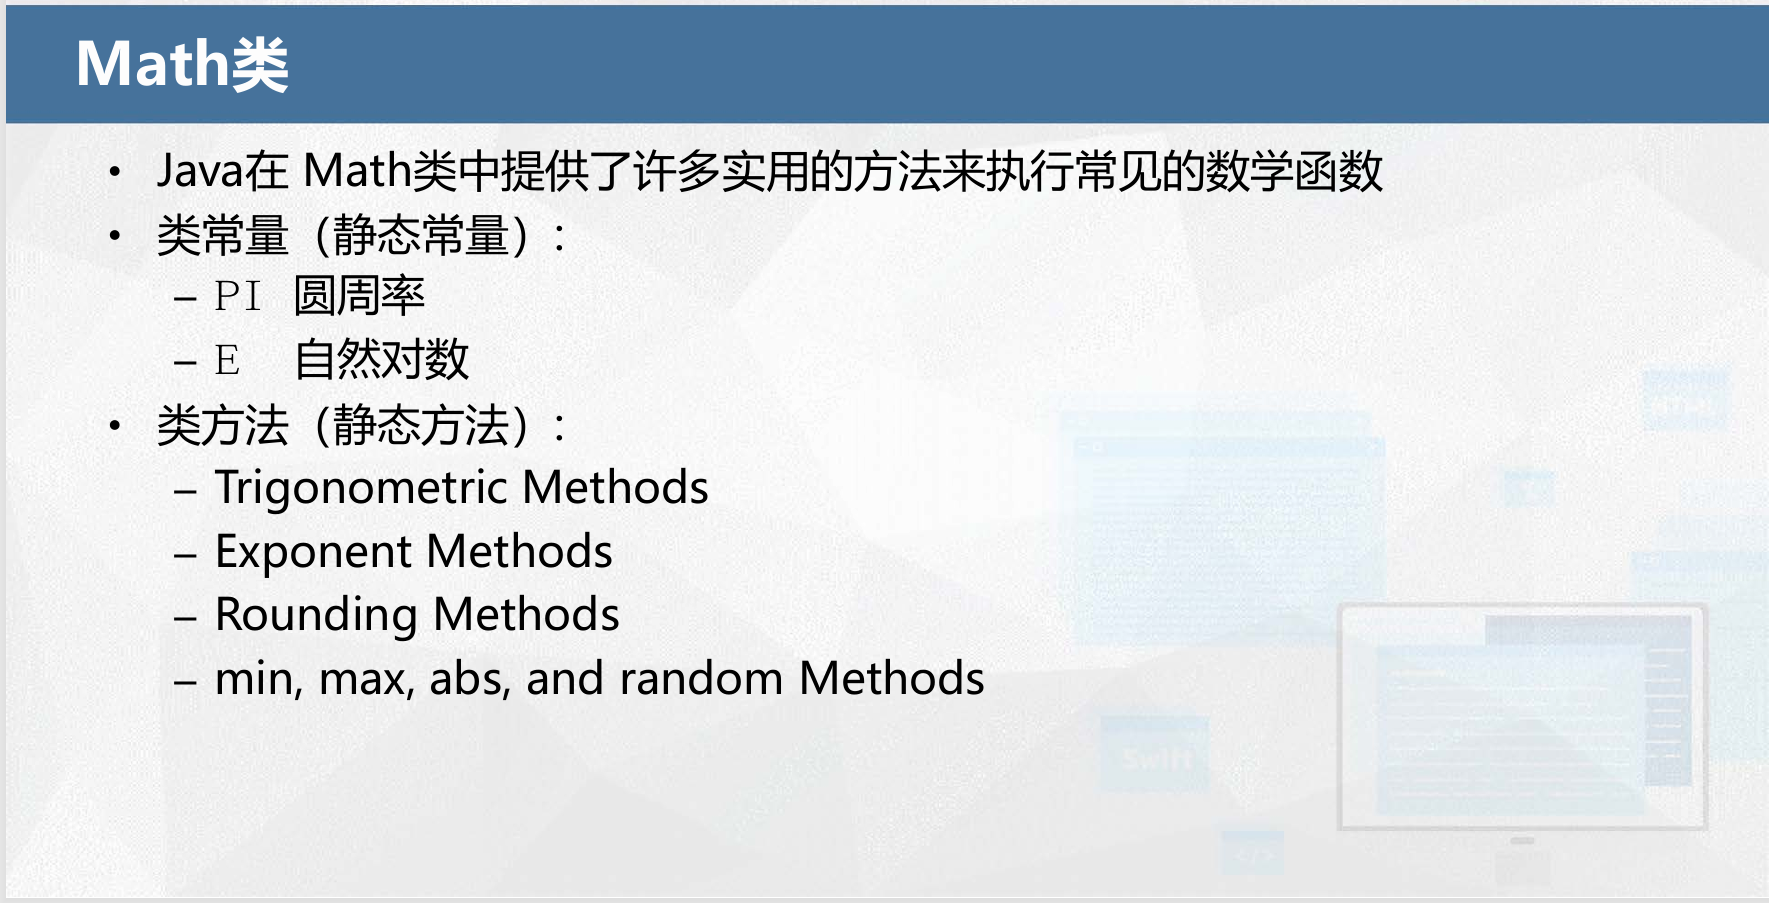 Math类
• Java在 Math类中提供了许多实用的方法来执行常见的数学函数
• 类常量（静态常量）:
– PI 圆周率
– E 自然对数
• 类方法（静态方法）:
– Trigonometric Methods
– Exponent Methods
– Rounding Methods
– min, max, abs, and random Methods